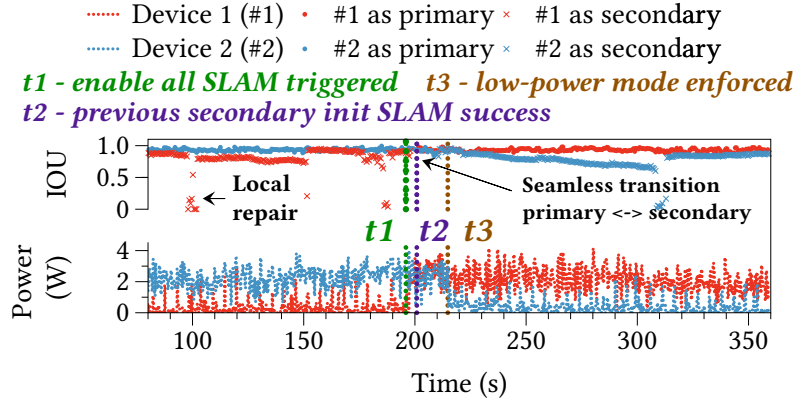 Device 1 (#1) #1 as primary #1 as secondary
Device 2 (#2) #2 as primary #2 as secondary
t1 - enable all SLAM triggered t3 - low-power mode enforced
t2 - previous secondary init SLAM success
IOU
1.0
0.5
0
Local
repair
Seamless transition
primary <-> secondary
t1 t2 t3
Power
(W)
4
2
0
100 150 200 250 300 350
Time (s)